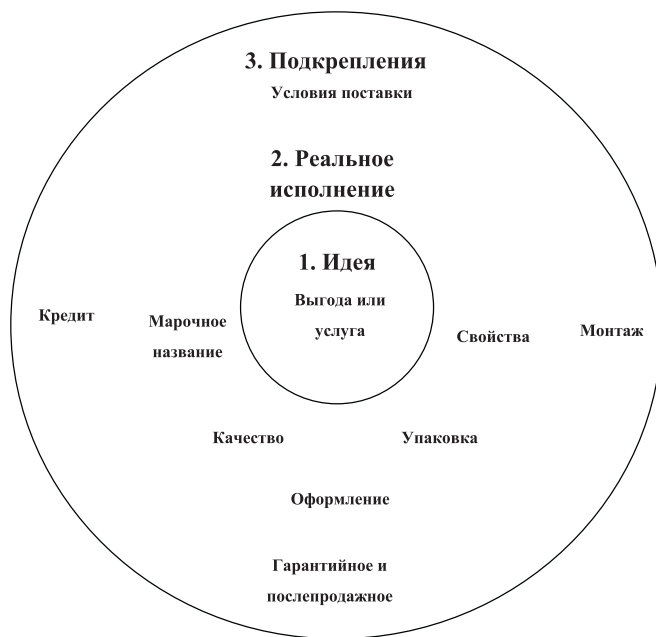 3. Подкрепления
Условия поставки
2. Реальное
исполнение
1. Идея
Выгода или
услуга
Кредит
Марочное
название
Свойства
Монтаж
Качество
Упаковка
Оформление
Гарантийное и
послепродажное